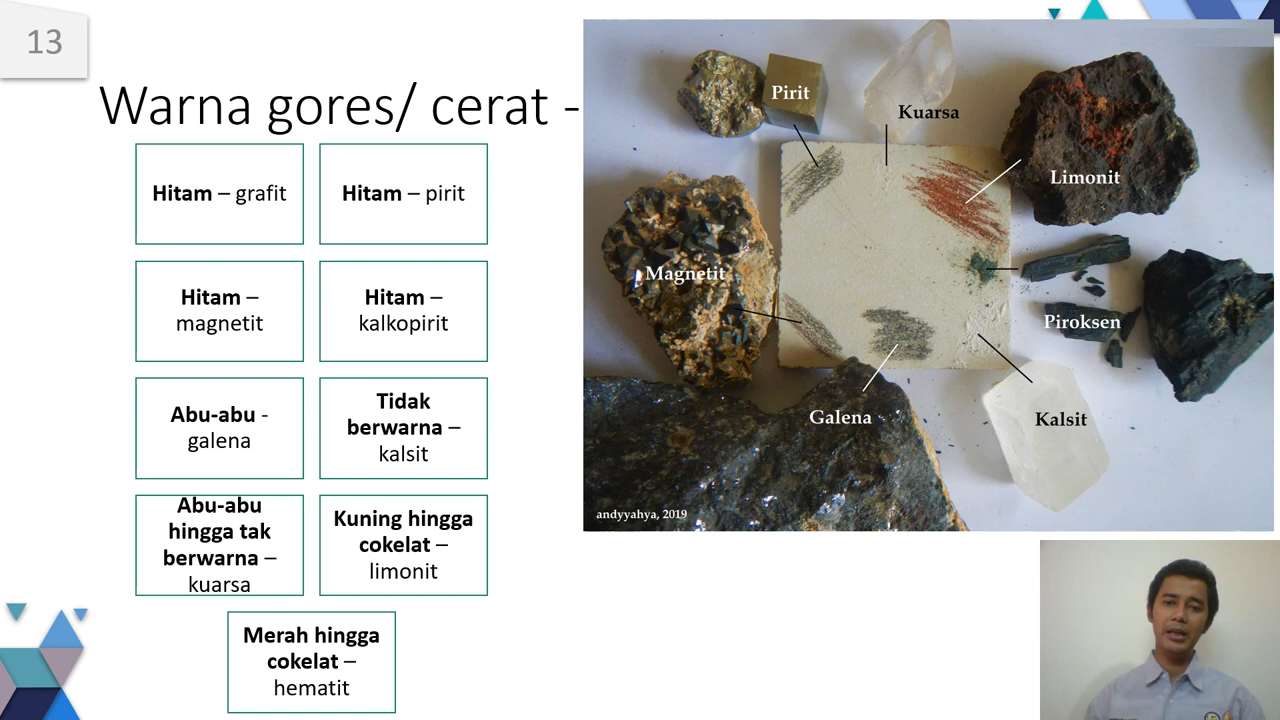 13
Warna gores/ cerat -
Hitam – grafit
Hitam – pirit
Hitam –
magnetit
Hitam –
kalkopirit
Abu-abu -
galena
Tidak
berwarna –
kalsit
Abu-abu
hingga tak
berwarna –
kuarsa
Kuning hingga
cokelat –
limonit
Merah hingga
cokelat –
hematit
Pirit
Kuarsa
Limonit
Magnetit
Piroksen
Galena
Kalsit
andyyahya, 2019